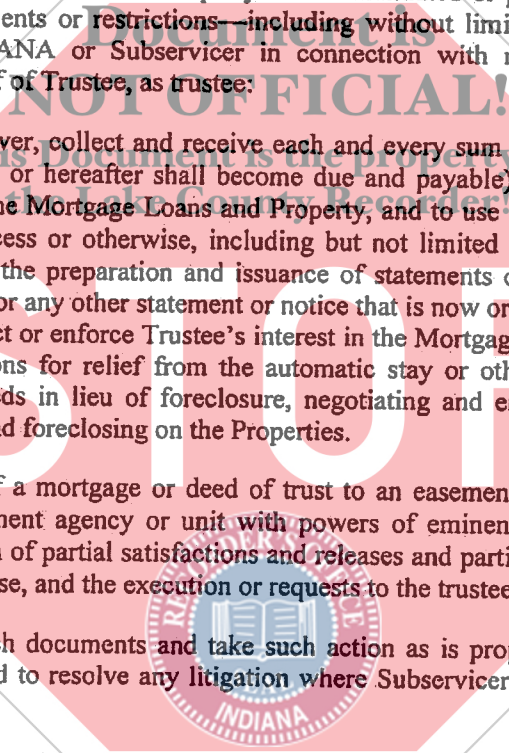 ents or restrictions—including without limi
Document is
ANA or Subservicer in connection with
f of Trustee, as trustee:
NOT OFFICIAL!
ver, collect and receive each and every sum
is Document is the property
or hereafter shall become due and payable)
the Lake County Recorder!
ne Mortgage Loans and Property, and to use
cess or otherwise, including but not limited
the preparation and issuance of statements
or any other statement or notice that is now or
ct or enforce Trustee's interest in the Mortgag
ons for relief from the automatic stay or oth
ds in lieu of foreclosure, negotiating and e
nd foreclosing on the Properties.
STOP
f a mortgage or deed of trust to an easemen
ment agency or unit with powers of eminen
n of partial satisfactions and releases and parti
se, and the execution or requests to the trustee
RECORDER'S OFFICE
ch documents and take such action as is prop
d to resolve any litigation where Subservicer
INDIANA